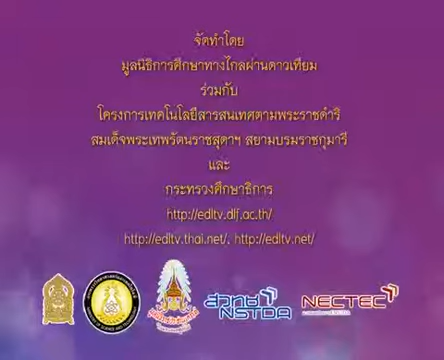 จัดทำโดย
มูลนิธิการศึกษาทางไกลผ่านดาวเทียม
ร่วมกับ
โครงการเทคโนโลยีสารสนเทศตามพระราชดำริ
สมเด็จพระเทพรัตนราชสุดาฯ สยามบรมราชกุมารี
และ
กระทรวงศึกษาธิการ
http://edltv.dlf.ac.th/
http://edltv.thai.net/, http://edltv.net/
สวทช
NSTDA
NECTEC